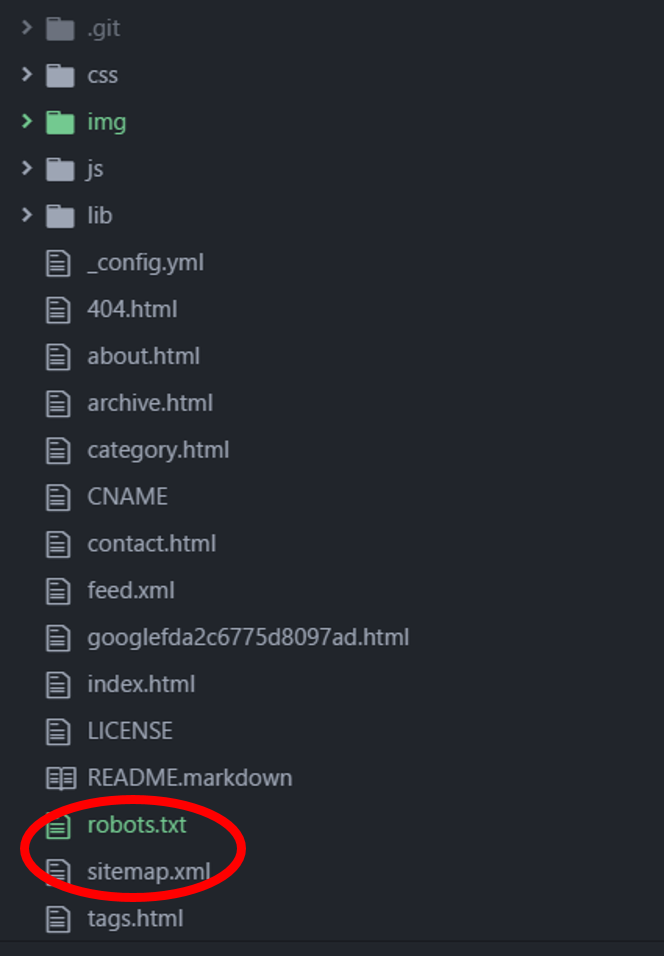 .git
css
img
js
lib
_config.yml
404.html
about.html
archive.html
category.html
CNAME
contact.html
feed.xml
googlefda2c6775d8097ad.html
index.html
LICENSE
README.markdown
robots.txt
sitemap.xml
tags.html